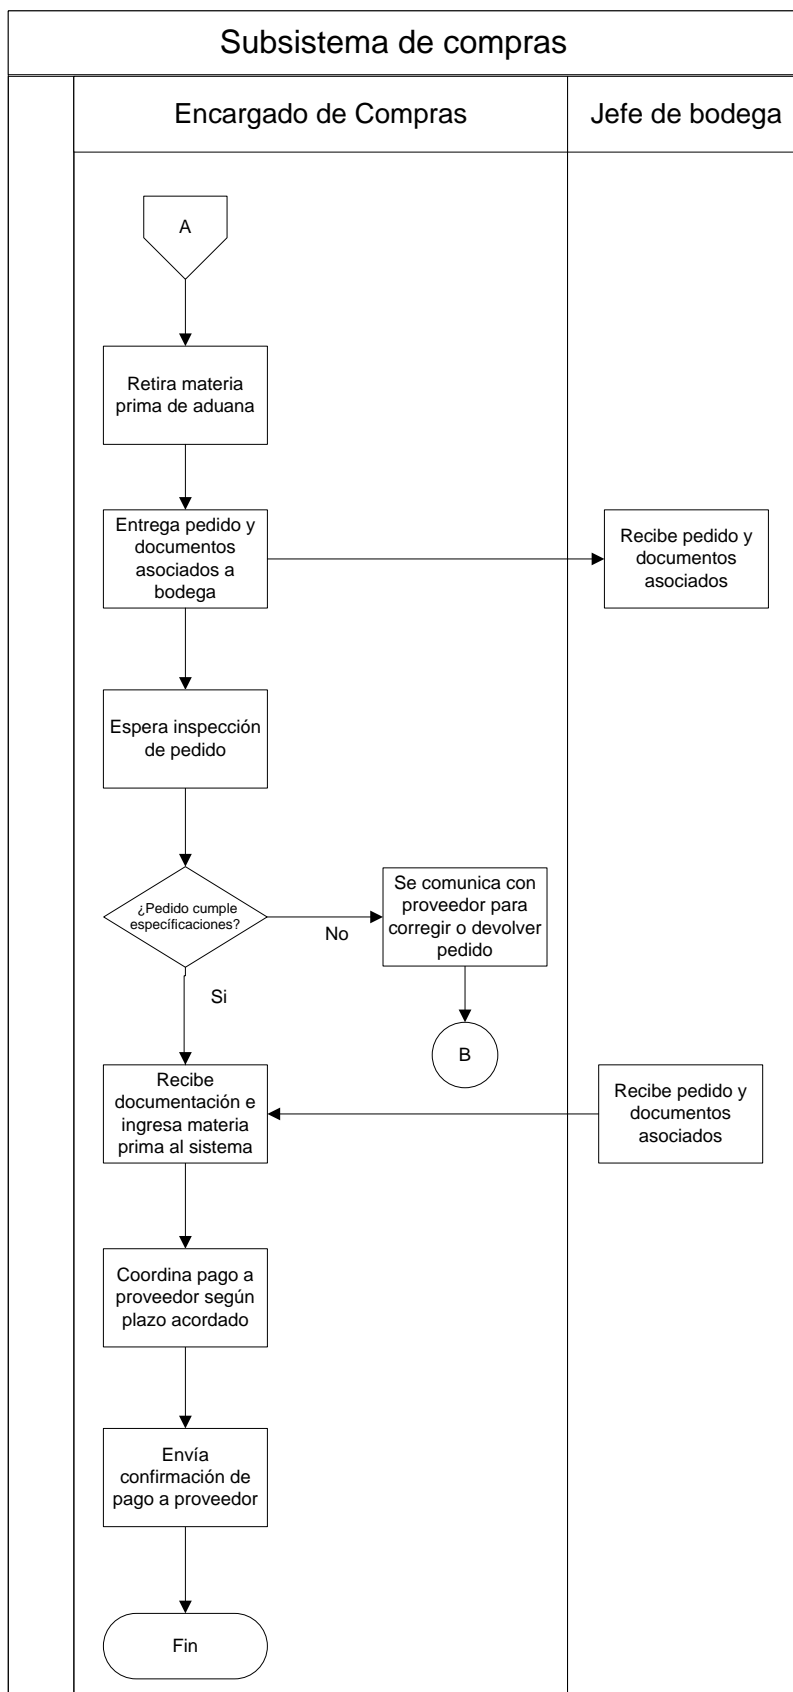 Subsistema de compras
Encargado de Compras
Jefe de bodega
A
Retira materia
prima de aduana
Entrega pedido y
documentos
asociados a
bodega
Recibe pedido y
documentos
asociados
Espera inspección
de pedido
¿Pedido cumple
específicaciones?
No
Se comunica con
proveedor para
corregir o devolver
pedido
Si
B
Recibe
documentación e
ingresa materia
prima al sistema
Recibe pedido y
documentos
asociados
Coordina pago a
proveedor según
plazo acordado
Envía
confirmación de
pago a proveedor
Fin